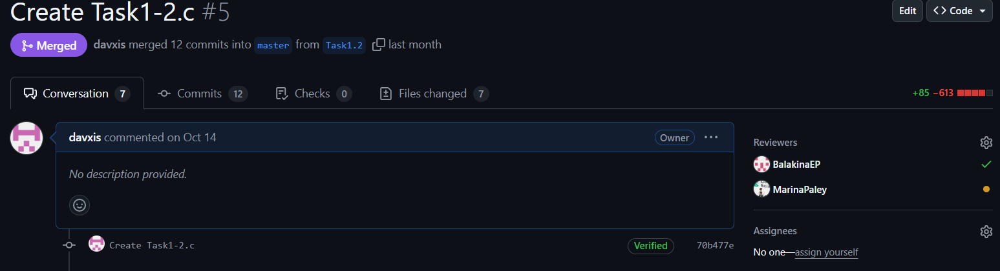 Create Task1-2.c #5
Edit
Code
Merged
davxis merged 12 commits into master from Task1.2 last month
Conversation 7
Commits 12
Checks 0
Files changed 7
+85 −613
davxis commented on Oct 14
Owner
No description provided.
Create Task1-2.c
Verified
70b477e
Reviewers
BalakinaEP
MarinaPaley
Assignees
No one—assign yourself